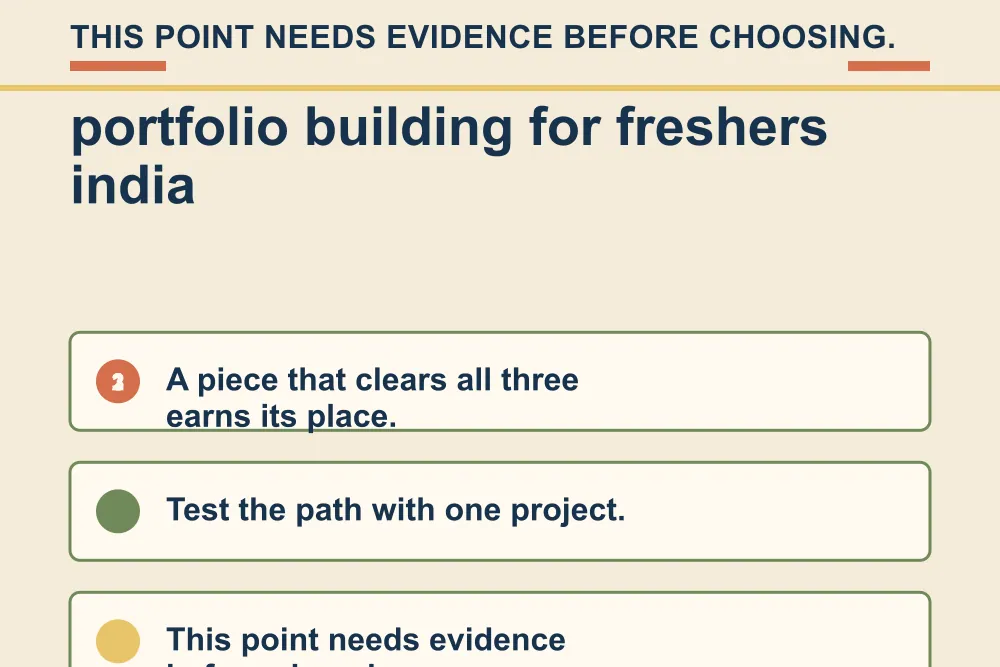 THIS POINT NEEDS EVIDENCE BEFORE CHOOSING.
portfolio building for freshers
india
A piece that clears all three
earns its place.
Test the path with one project.
This point needs evidence